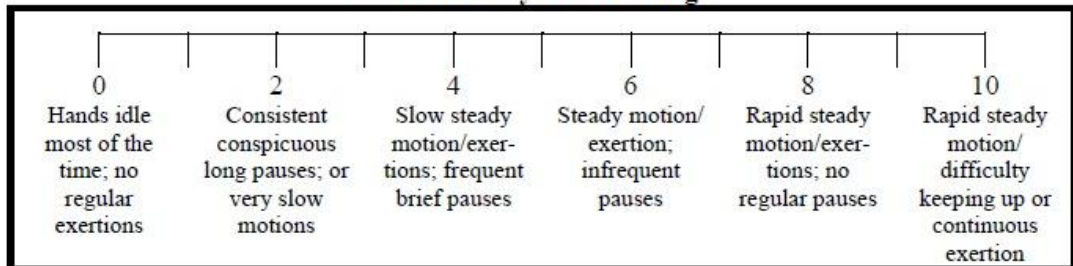 0 2 4 6 8 10
Hands idle
most of the
time; no
regular
exertions
Consistent
conspicuous
long pauses; or
very slow
motions
Slow steady
motion/exer-
tions; frequent
brief pauses
Steady motion/
exertion;
infrequent
pauses
Rapid steady
motion/exer-
tions; no
regular pauses
Rapid steady
motion/
difficulty
keeping up or
continuous
exertion